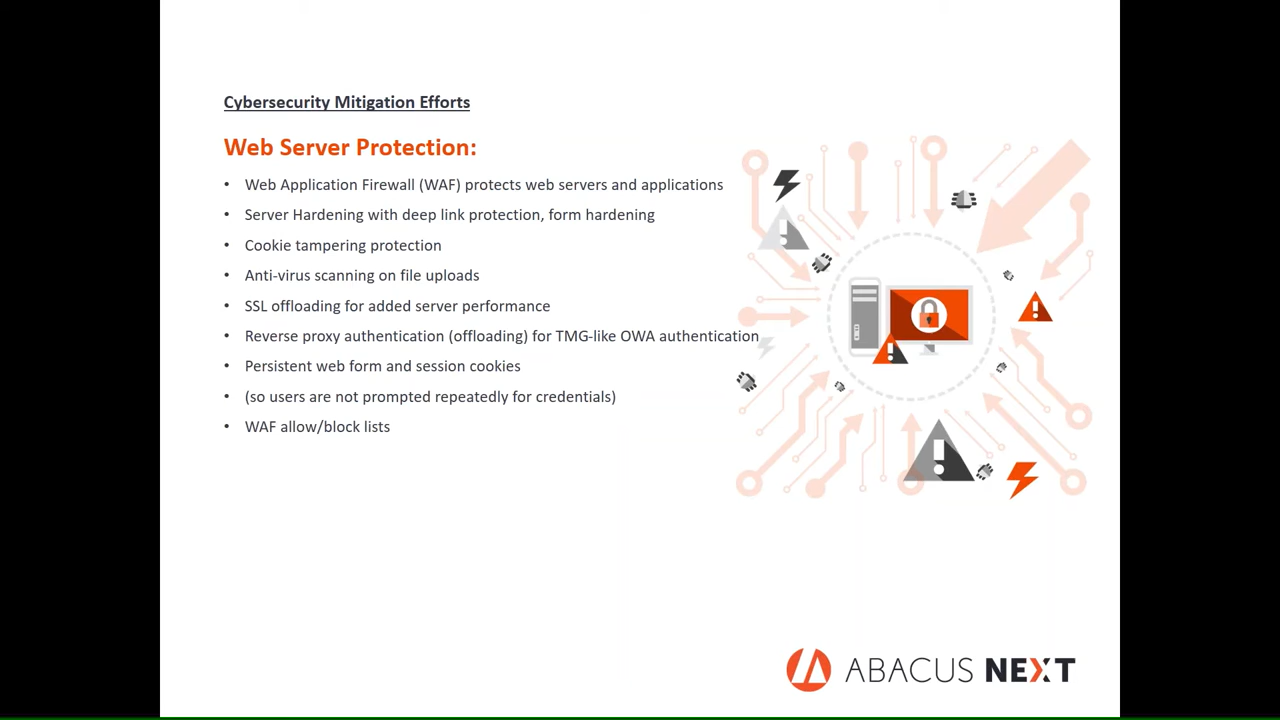 Cybersecurity Mitigation Efforts
Web Server Protection:
• Web Application Firewall (WAF) protects web servers and applications
• Server Hardening with deep link protection, form hardening
• Cookie tampering protection
• Anti-virus scanning on file uploads
• SSL offloading for added server performance
• Reverse proxy authentication (offloading) for TMG-like OWA authentication
• Persistent web form and session cookies
• (so users are not prompted repeatedly for credentials)
• WAF allow/block lists
ABACUS NEXT